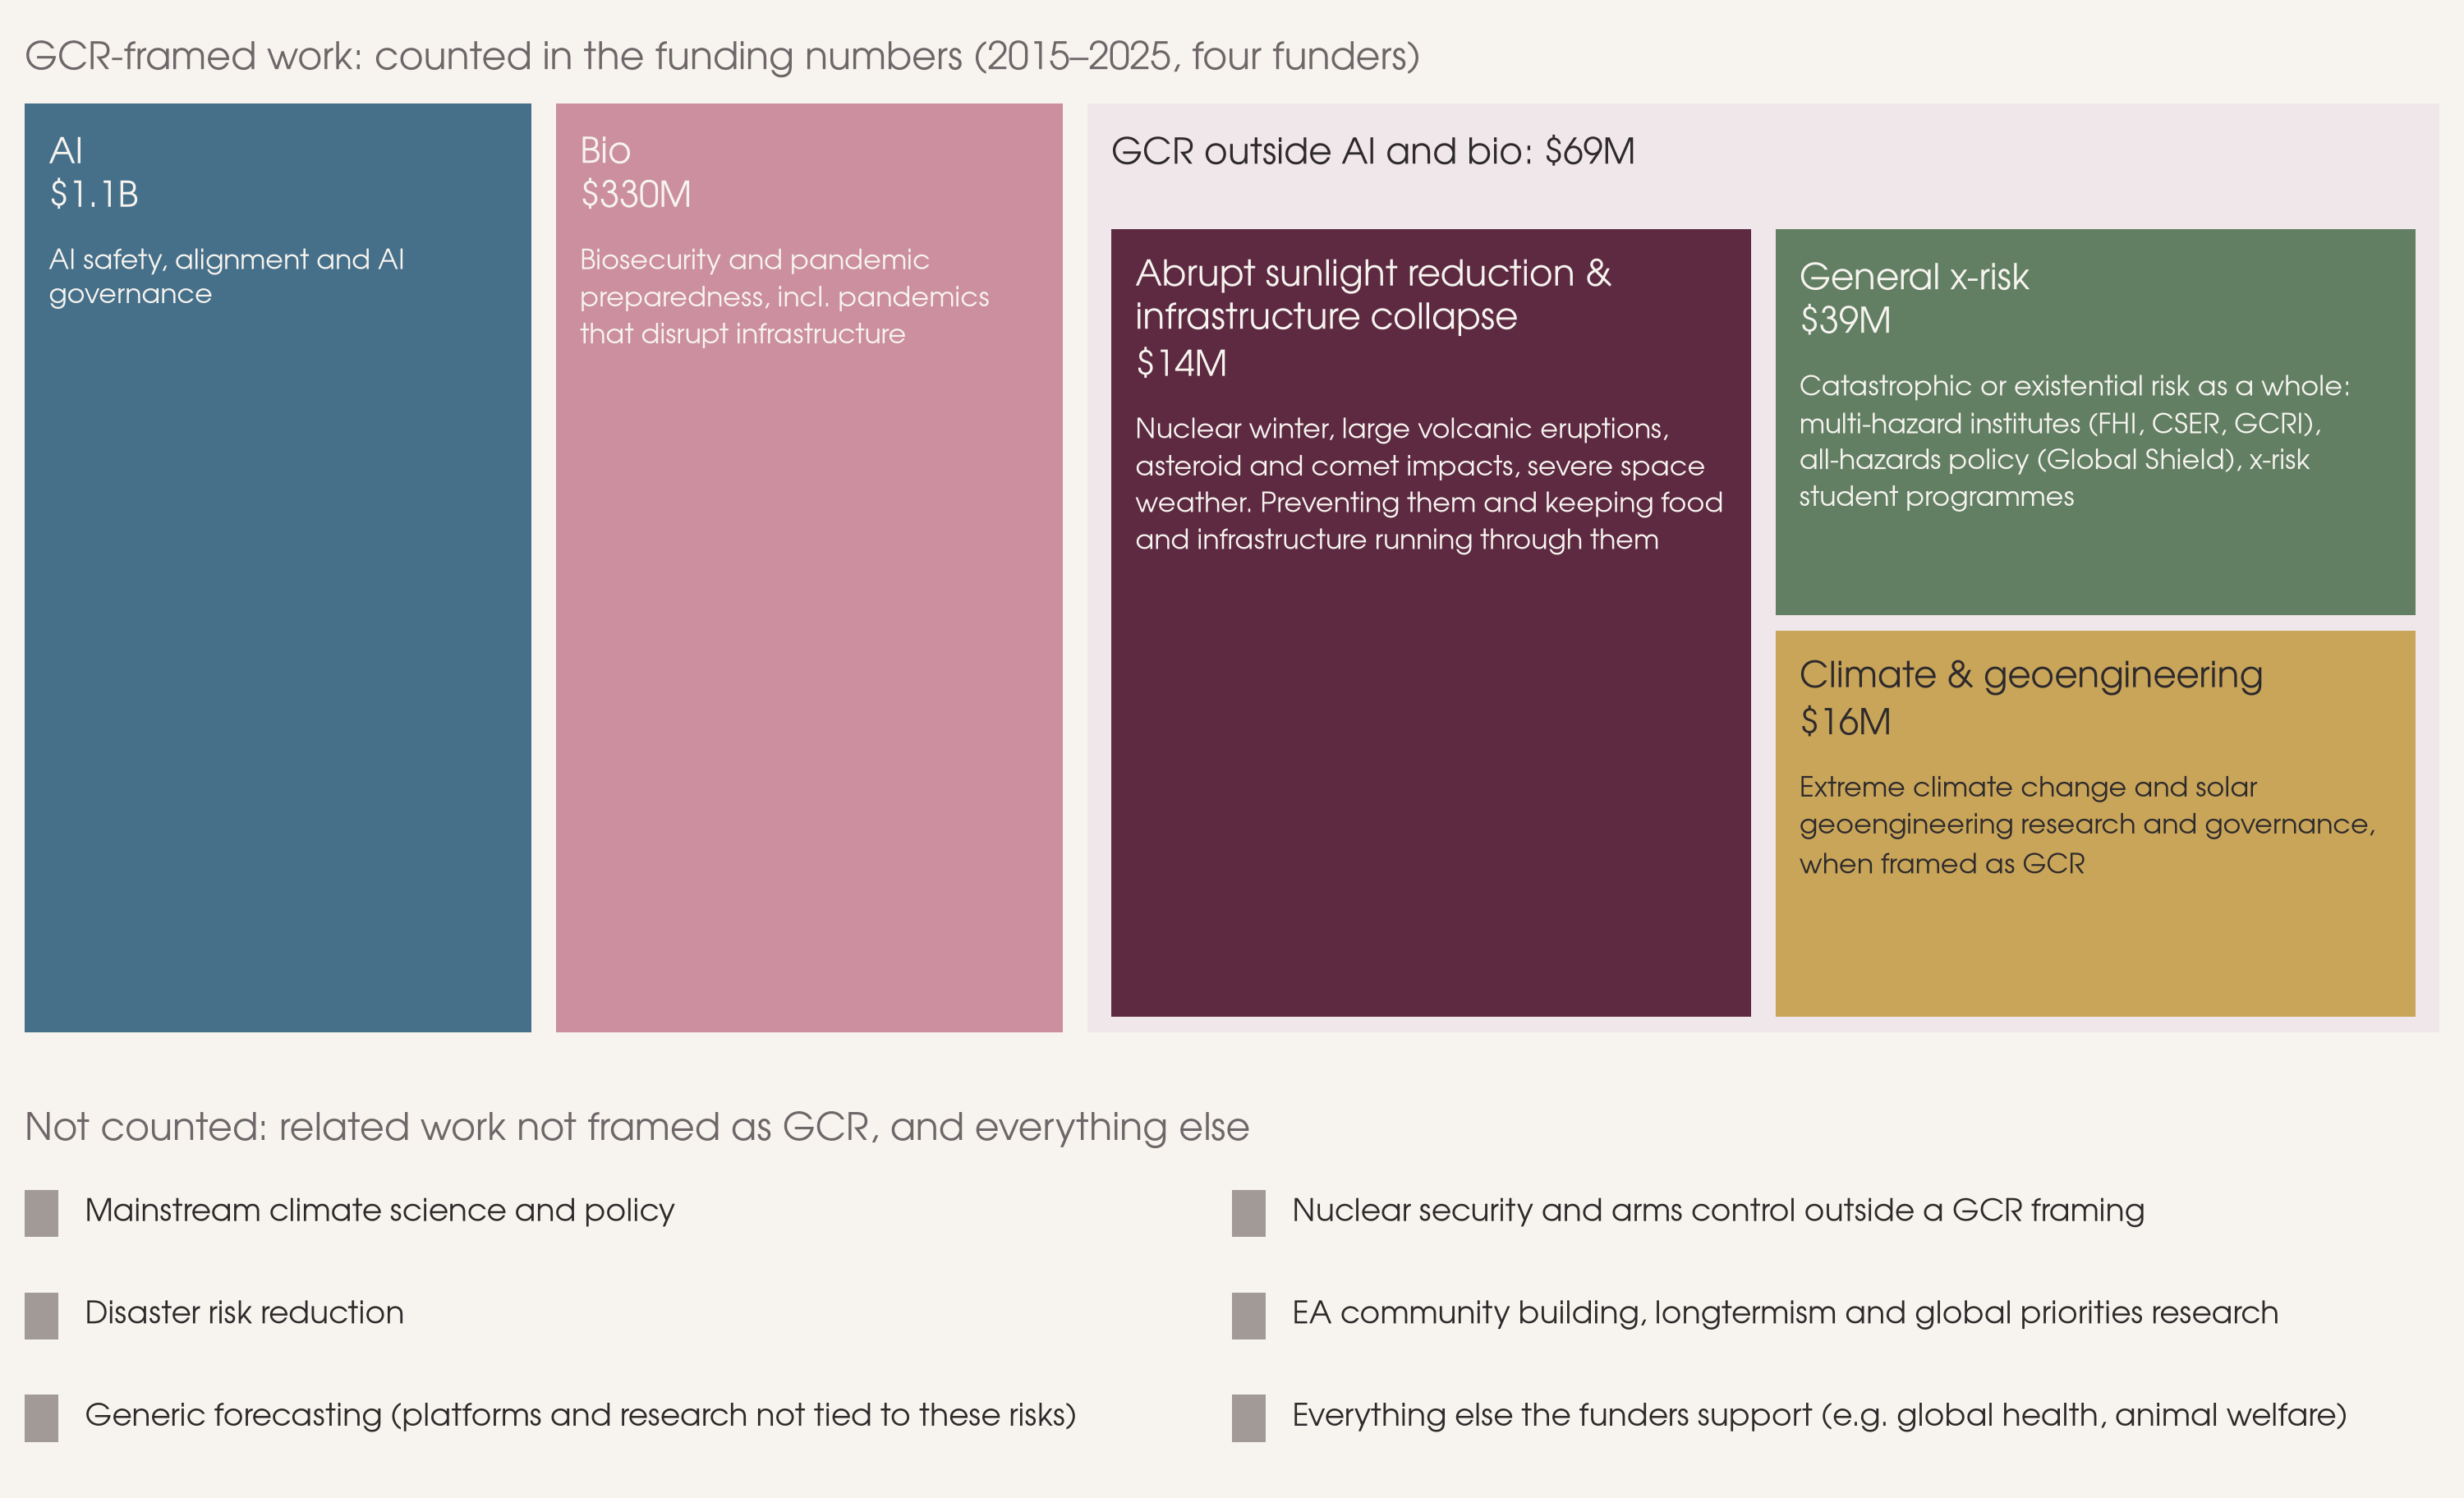 GCR-framed work: counted in the funding numbers (2015–2025, four funders)
AI
$1.1B
AI safety, alignment and AI
governance
Bio
$330M
Biosecurity and pandemic
preparedness, incl. pandemics
that disrupt infrastructure
GCR outside AI and bio: $69M
Abrupt sunlight reduction &
infrastructure collapse
$14M
Nuclear winter, large volcanic eruptions,
asteroid and comet impacts, severe space
weather. Preventing them and keeping food
and infrastructure running through them
General x-risk
$39M
Catastrophic or existential risk as a whole:
multi-hazard institutes (FHI, CSER, GCRI),
all-hazards policy (Global Shield), x-risk
student programmes
Climate & geoengineering
$16M
Extreme climate change and solar
geoengineering research and governance,
when framed as GCR
Not counted: related work not framed as GCR, and everything else
Mainstream climate science and policy
Nuclear security and arms control outside a GCR framing
Disaster risk reduction
EA community building, longtermism and global priorities research
Generic forecasting (platforms and research not tied to these risks)
Everything else the funders support (e.g. global health, animal welfare)